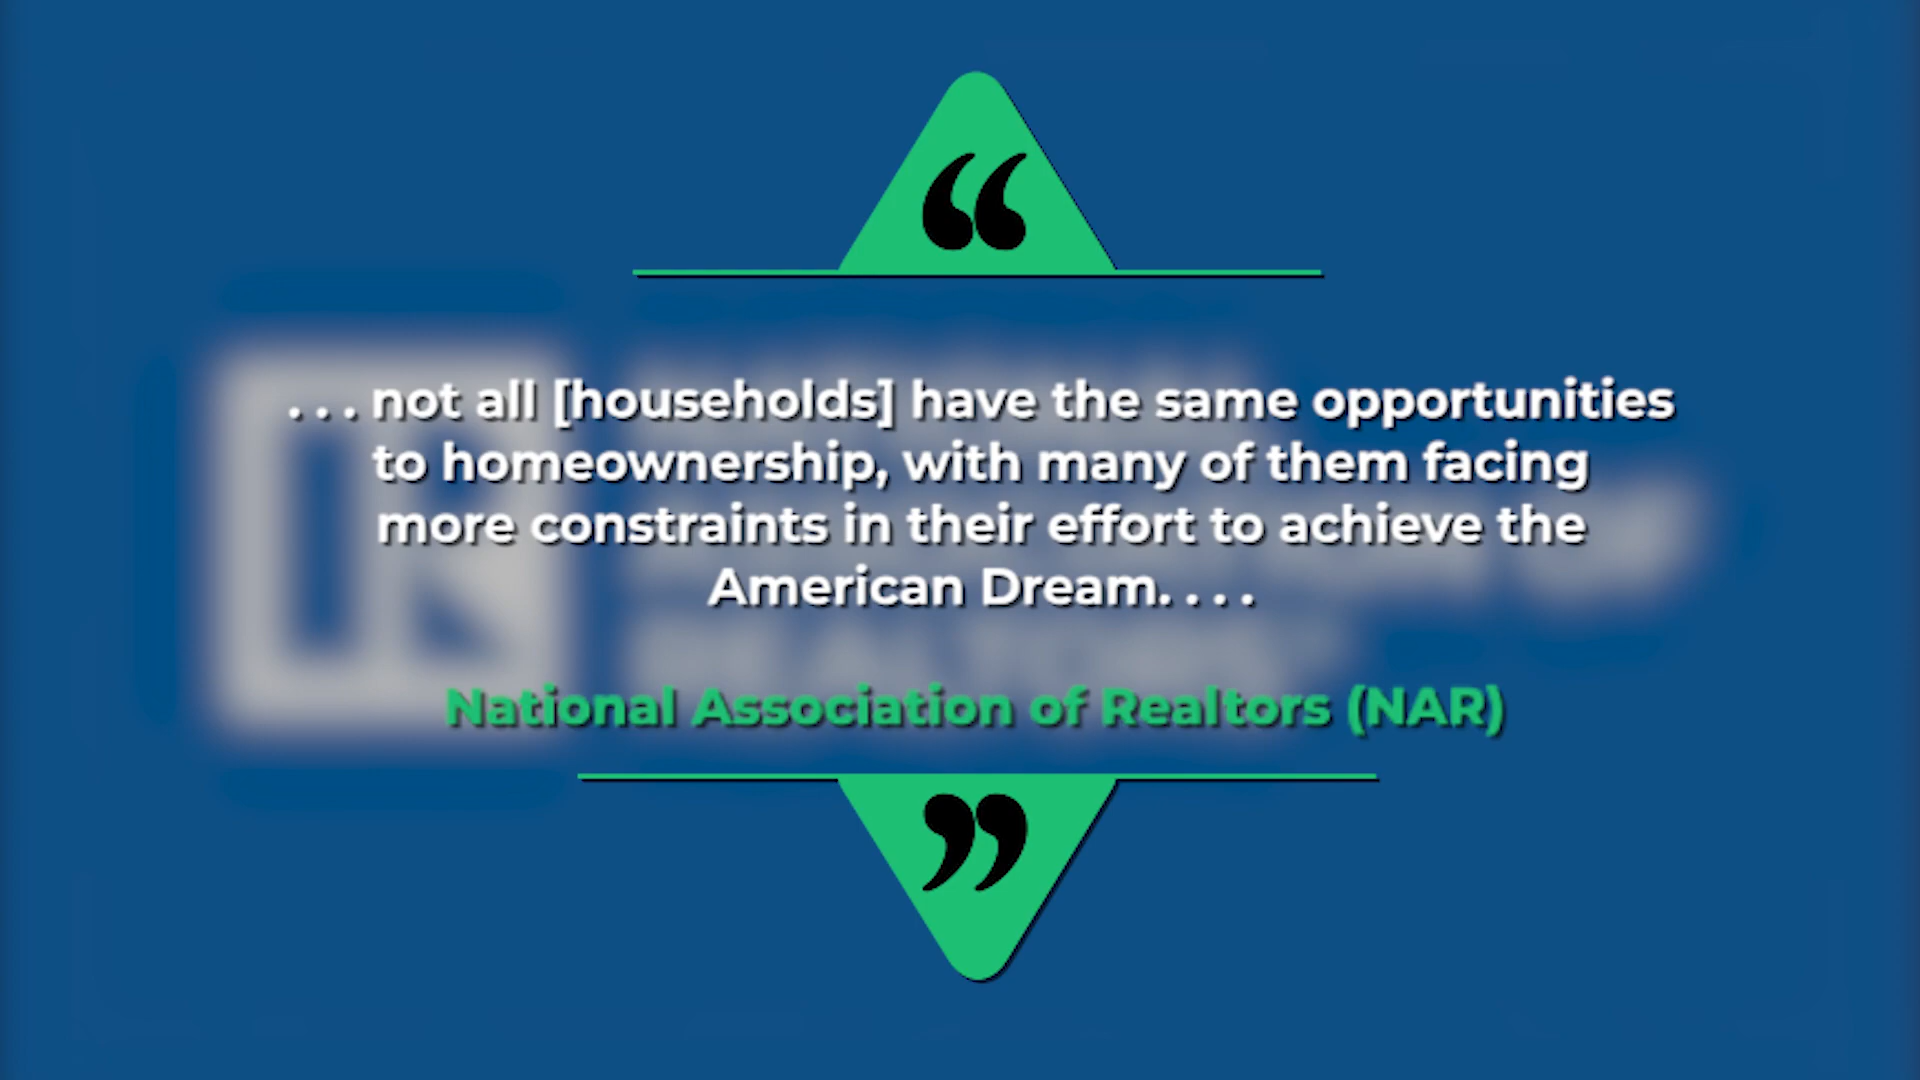 “
. . . not all [households] have the same opportunities
to homeownership, with many of them facing
more constraints in their effort to achieve the
American Dream. . . .
National Association of Realtors (NAR)
”